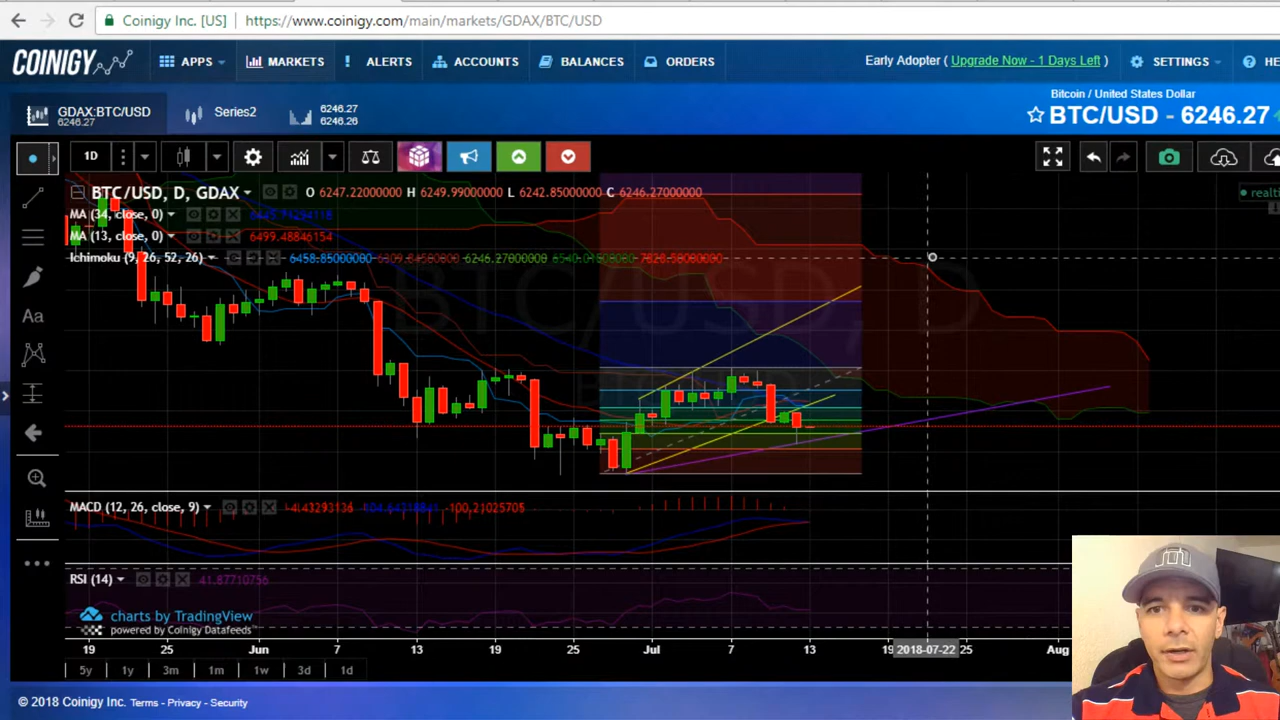 Coinigy Inc. [US] https://www.coinigy.com/main/markets/GDAX/BTC/USD
COINIGY APPS MARKETS ! ALERTS ACCOUNTS BALANCES ORDERS Early Adopter ( Upgrade Now - 1 Days Left ) SETTINGS ? HE
Bitcoin / United States Dollar
GDAX:BTC/USD
6246.27
Series2
6246.27
6246.26
BTC/USD - 6246.27
1D
BTC/USD, D, GDAX O 6247.22000000 H 6249.99000000 L 6242.85000000 C 6246.27000000
realti
MA (34, close, 0)
MA (13, close, 0) 6499.48846154
Ichimoku (9, 26, 52, 26) 6458.85000000 6246.27000000
BTC/USD, D
Aa
MACD (12, 26, close, 9) -100.21025705
RSI (14) 41.87710756
charts by TradingView
powered by Coinigy Datafeeds
19 25 Jun 7 13 19 25 Jul 7 13 19 2018-07-22 25 Aug
5y 1y 3m 1m 1w 3d 1d
© 2018 Coinigy Inc. Terms - Privacy - Security